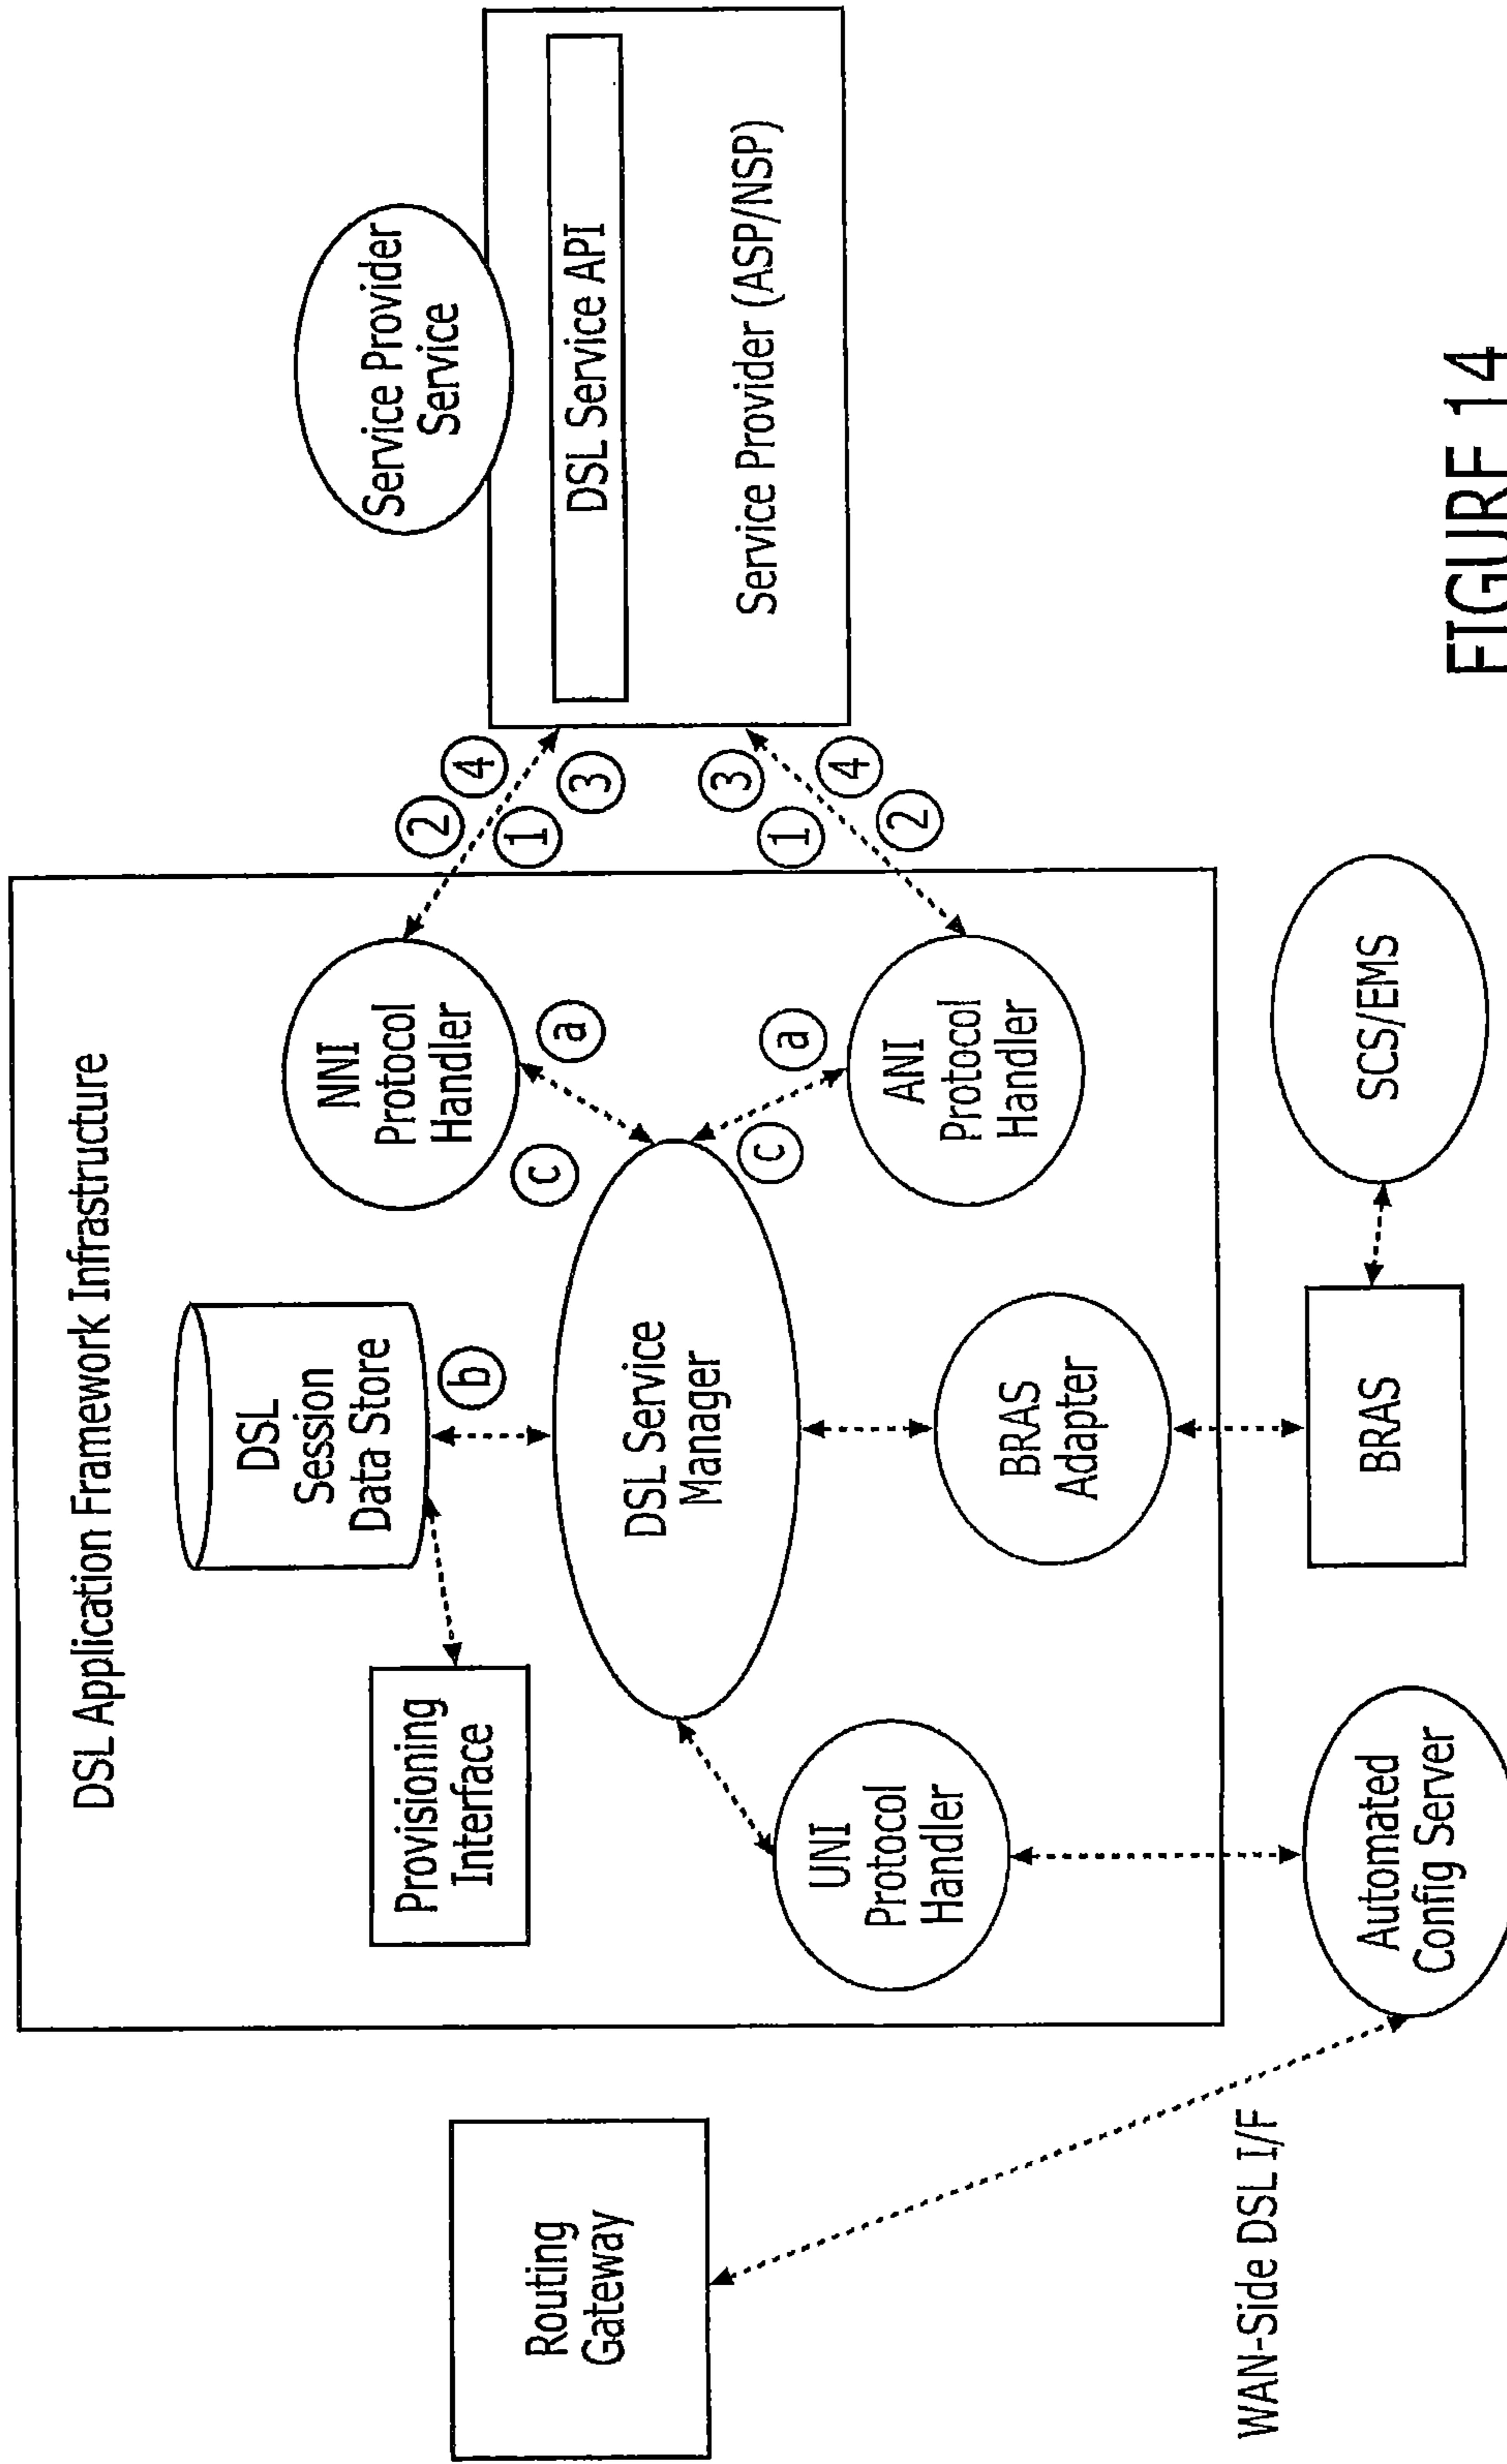 DSL Application Framework Infrastructure
Routing
Gateway
Provisioning
Interface
DSL
Session
Data Store
b
NNI
Protocol
Handler
c
a
DSL Service
Manager
c
a
UNI
Protocol
Handler
BRAS
Adapter
ANI
Protocol
Handler
2
4
1
3
3
1
4
2
Service Provider
Service
DSL Service API
Service Provider (ASP/NSP)
WAN-Side DSL I/F
Automated
Config Server
BRAS
SCS/EMS
FIGURE 14